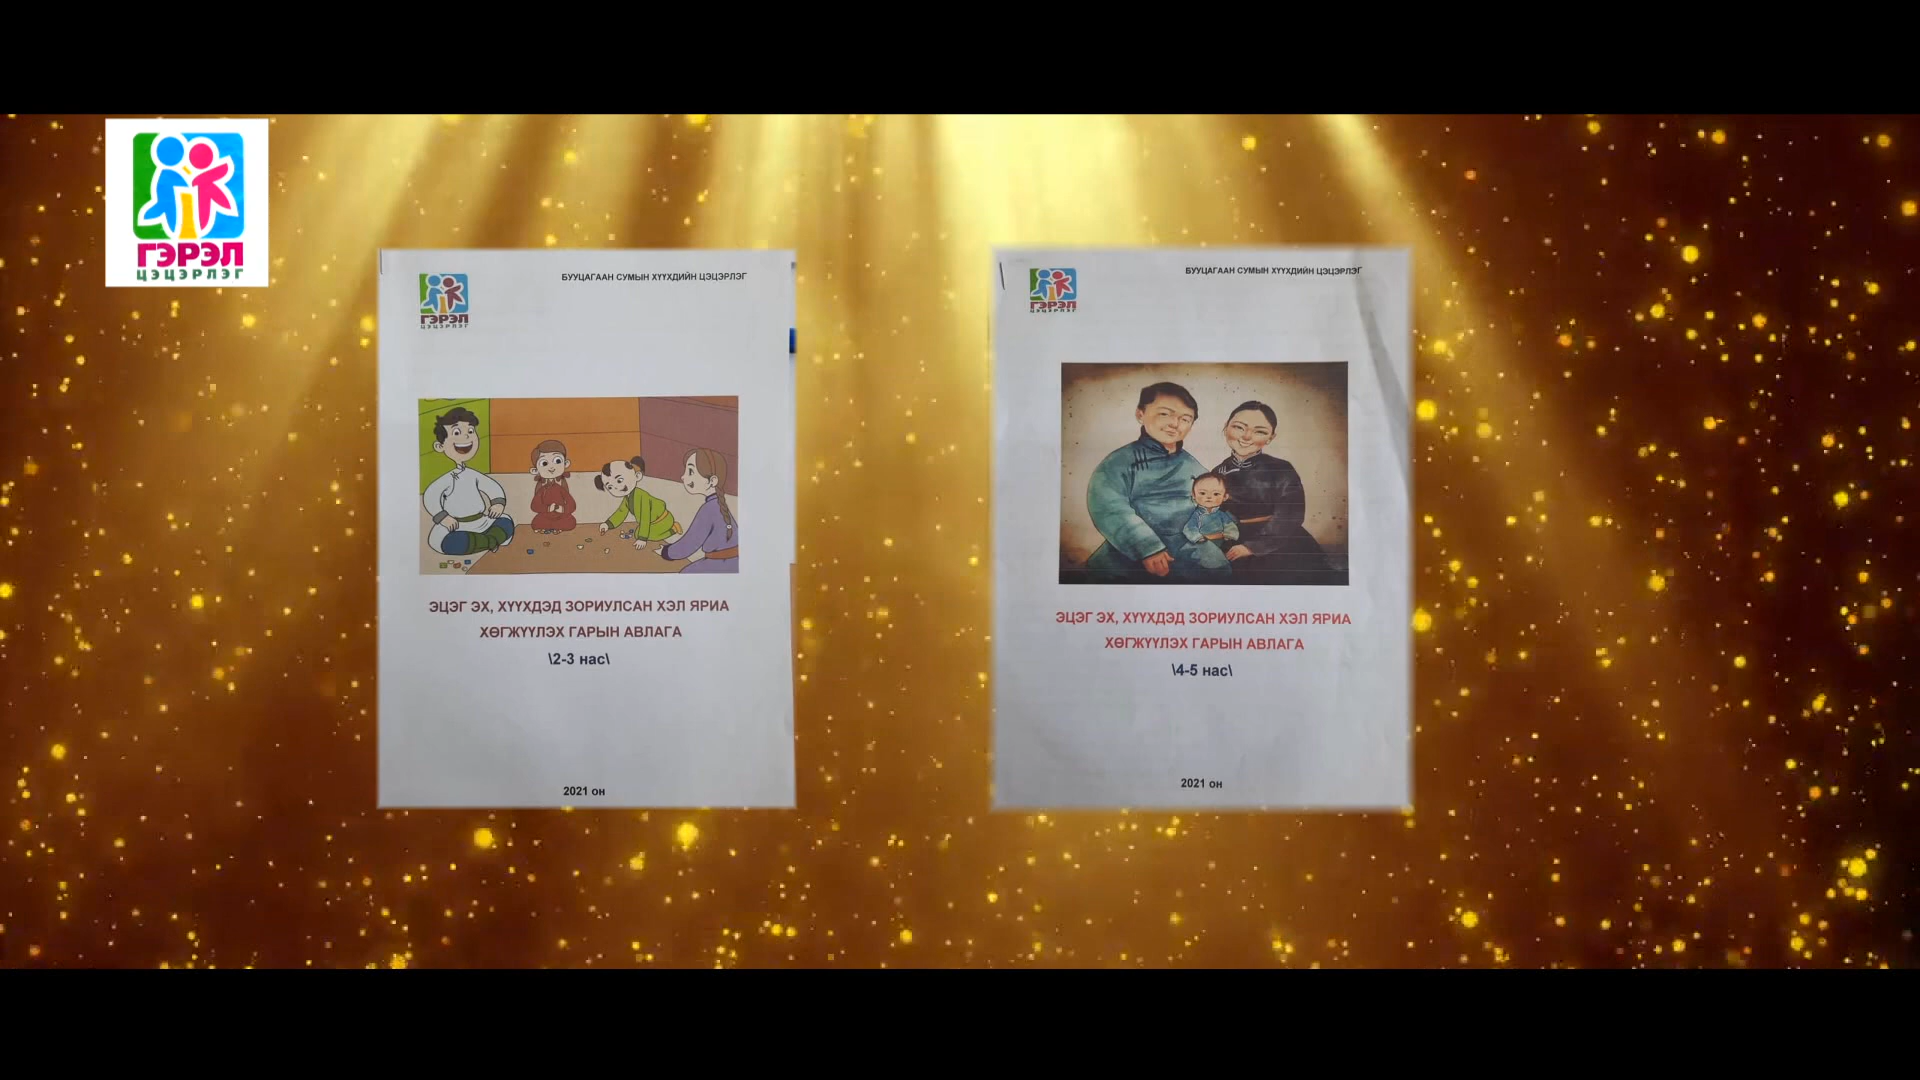 ГЭРЭЛ
ЦЭЦЭРЛЭГ
ГЭРЭЛ
ЦЭЦЭРЛЭГ
БУУЦАГААН СУМЫН ХҮҮХДИЙН ЦЭЦЭРЛЭГ
ЭЦЭГ ЭХ, ХҮҮХДЭД ЗОРИУЛСАН ХЭЛ ЯРИА
ХӨГЖҮҮЛЭХ ГАРЫН АВЛАГА
\2-3 нас\
2021 он
ГЭРЭЛ
ЦЭЦЭРЛЭГ
БУУЦАГААН СУМЫН ХҮҮХДИЙН ЦЭЦЭРЛЭГ
ЭЦЭГ ЭХ, ХҮҮХДЭД ЗОРИУЛСАН ХЭЛ ЯРИА
ХӨГЖҮҮЛЭХ ГАРЫН АВЛАГА
\4-5 нас\
2021 он